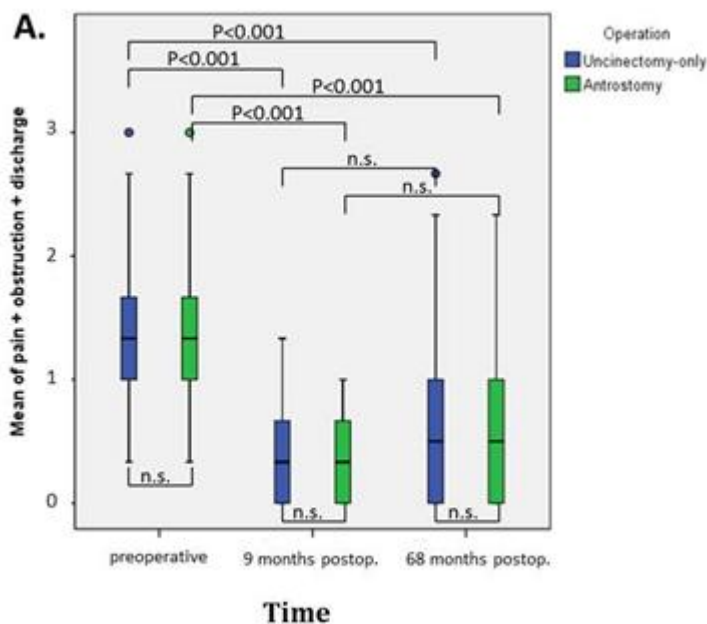 A.
Operation
Uncinectomy-only
Antrostomy
P<0.001
P<0.001
P<0.001
P<0.001
n.s.
n.s.
3
2
1
0
Mean of pain + obstruction + discharge
n.s.
n.s.
n.s.
preoperative
9 months postop.
68 months postop.
Time